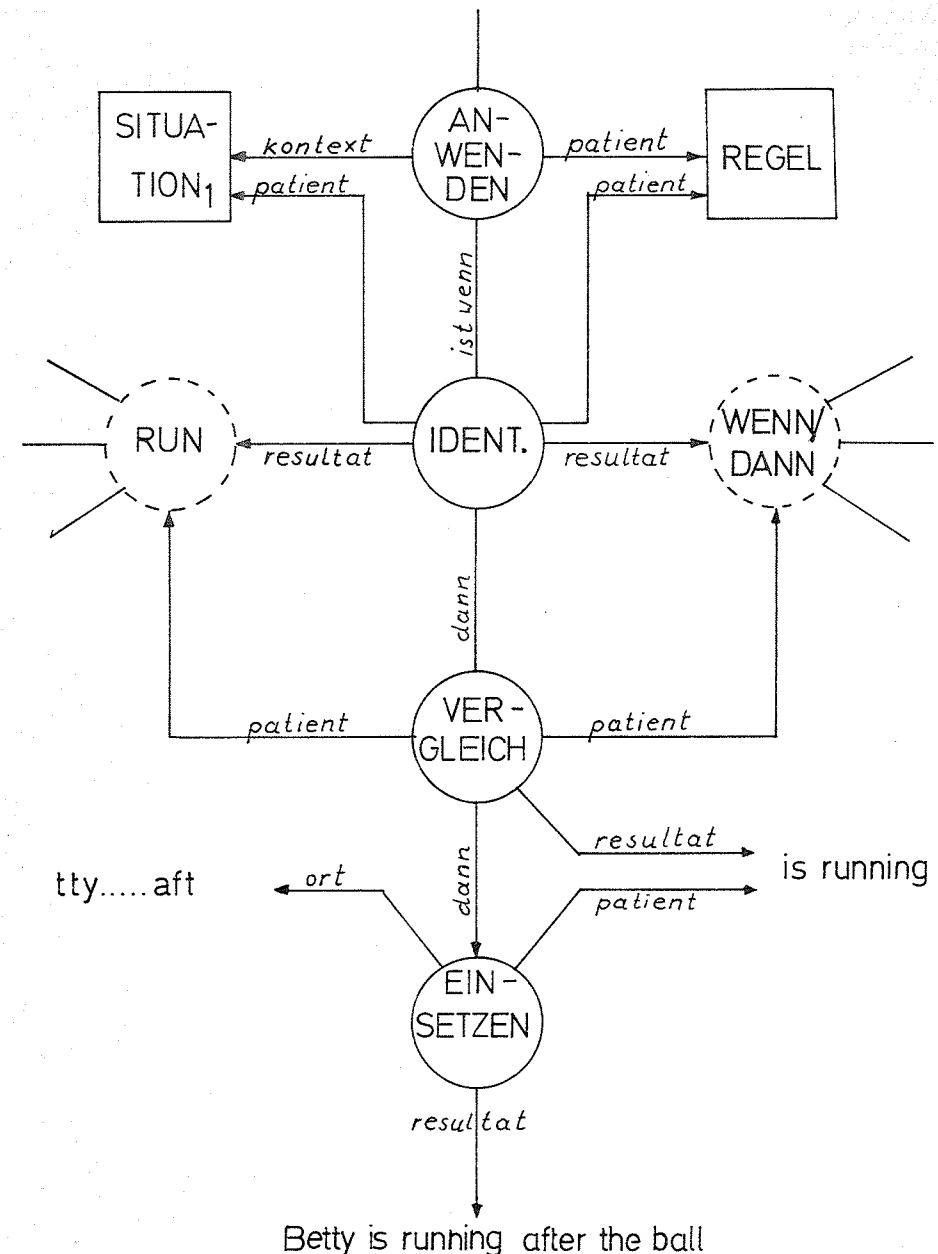 SITUA-
TION1
kontext
patient
AN-
WEN-
DEN
patient
patient
REGEL
ist wenn
RUN
resultat
IDENT.
resultat
WENN/
DANN
dann
patient
VER-
GLEICH
patient
resultat
is running
patient
dann
ort
tty.....aft
EIN-
SETZEN
resultat
Betty is running after the ball